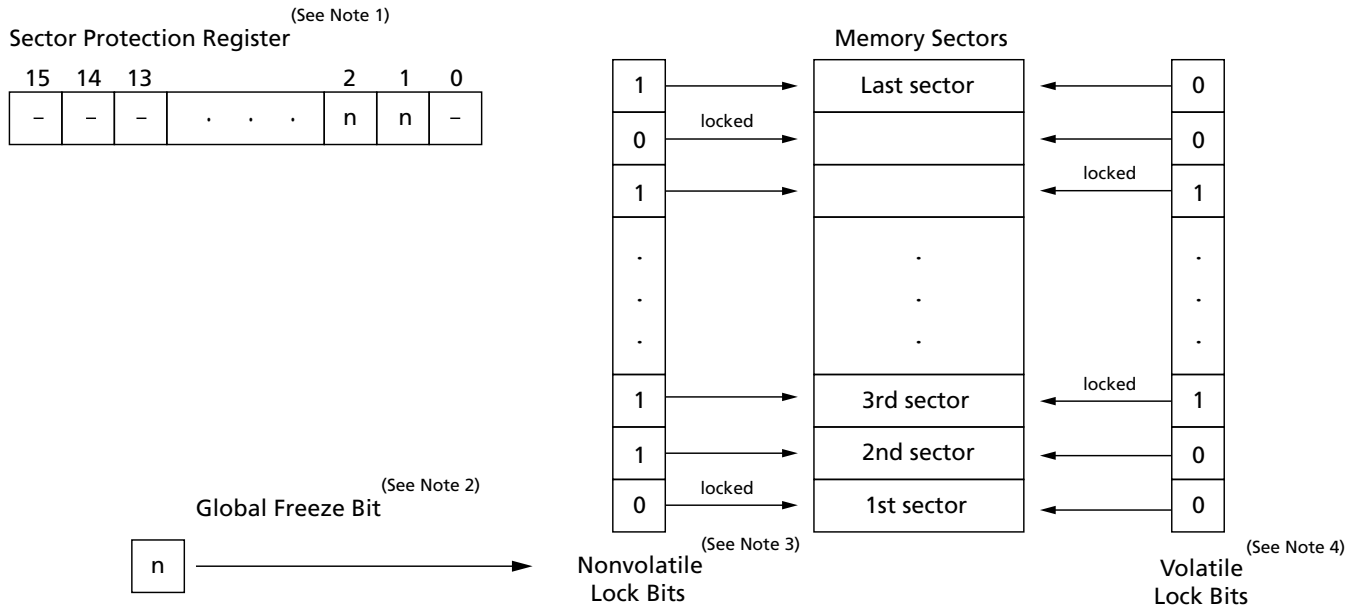 (See Note 1)
Sector Protection Register
15 14 13 2 1 0
– – – . . . n n –
Memory Sectors
1 Last sector 0
0 locked 0
1 locked 1
. . .
. . .
. . .
1 3rd sector locked 1
1 2nd sector 0
0 locked 1st sector 0
(See Note 2)
Global Freeze Bit
n
(See Note 3)
Nonvolatile
Lock Bits
(See Note 4)
Volatile
Lock Bits